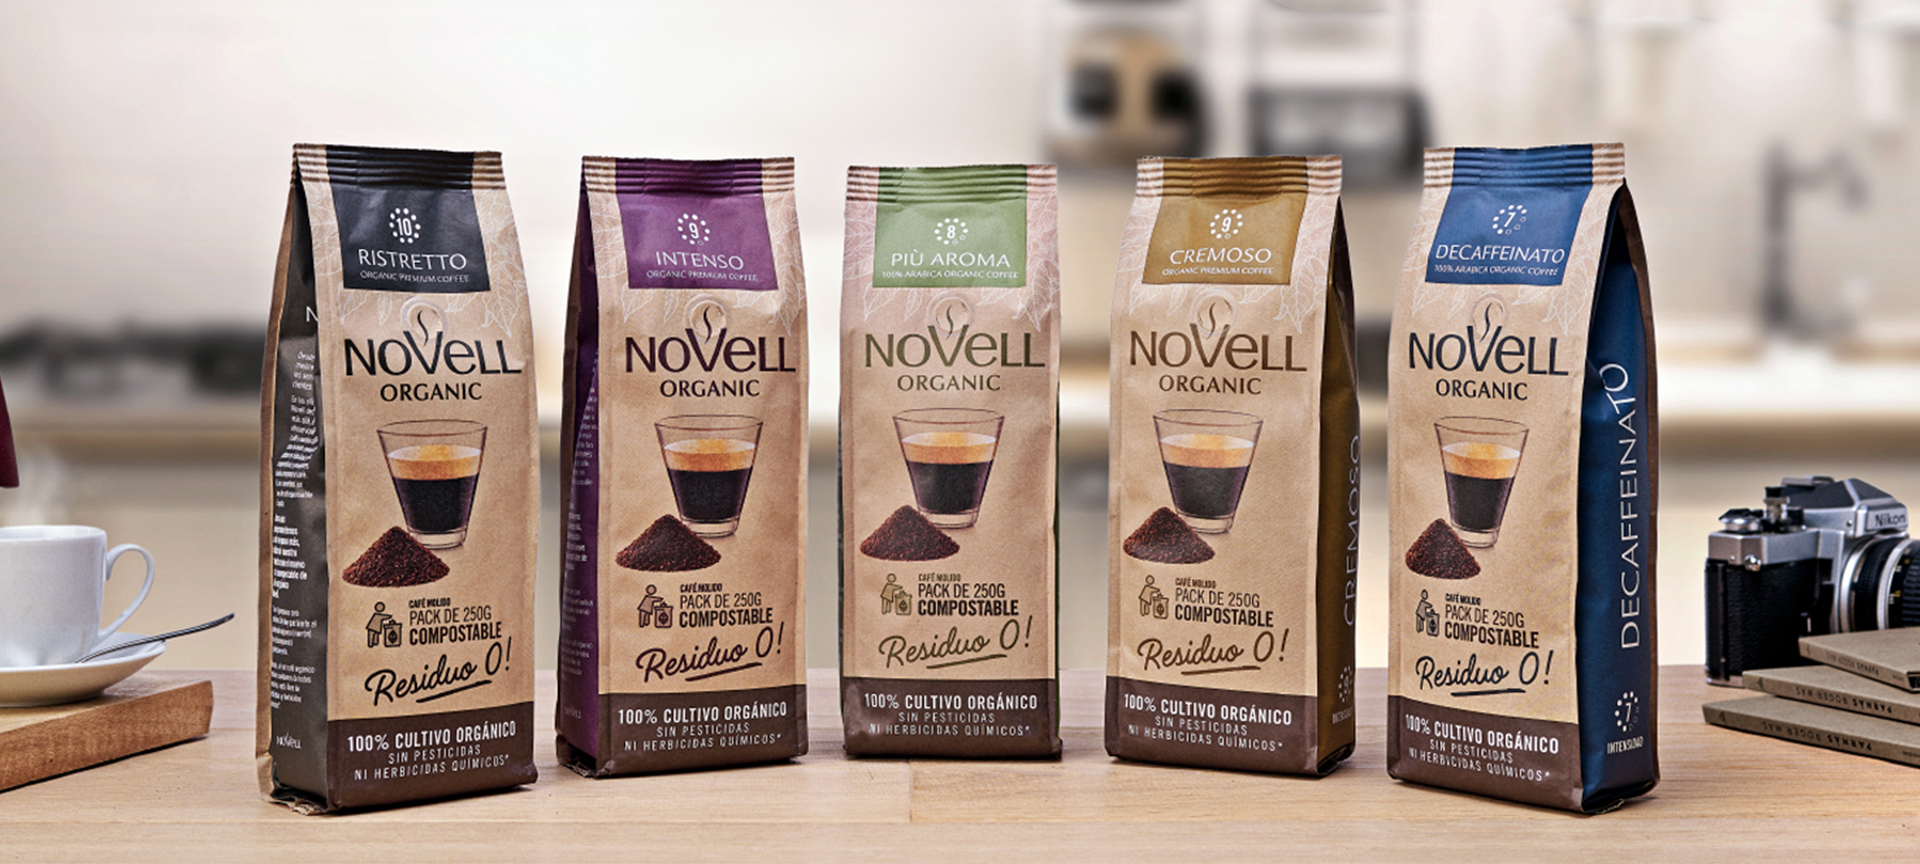 10
RISTRETTO
ORGANIC PREMIUM COFFEE
NOVELL
ORGANIC
CAFÉ MOLIDO
PACK DE 250G
COMPOSTABLE
Residuo 0!
100% CULTIVO ORGÁNICO
SIN PESTICIDAS
NI HERBICIDAS QUÍMICOS*
NOVELL
9
INTENSO
ORGANIC PREMIUM COFFEE
NOVELL
ORGANIC
CAFÉ MOLIDO
PACK DE 250G
COMPOSTABLE
Residuo 0!
100% CULTIVO ORGÁNICO
SIN PESTICIDAS
NI HERBICIDAS QUÍMICOS*
8
PIÙ AROMA
100% ARABICA ORGANIC COFFEE
NOVELL
ORGANIC
CAFÉ MOLIDO
PACK DE 250G
COMPOSTABLE
Residuo 0!
100% CULTIVO ORGÁNICO
SIN PESTICIDAS
NI HERBICIDAS QUÍMICOS*
9
CREMOSO
ORGANIC PREMIUM COFFEE
NOVELL
ORGANIC
CAFÉ MOLIDO
PACK DE 250G
COMPOSTABLE
Residuo 0!
100% CULTIVO ORGÁNICO
SIN PESTICIDAS
NI HERBICIDAS QUÍMICOS*
CREMOSO
7
DECAFFEINATO
100% ARABICA ORGANIC COFFEE
NOVELL
ORGANIC
CAFÉ MOLIDO
PACK DE 250G
COMPOSTABLE
Residuo 0!
100% CULTIVO ORGÁNICO
SIN PESTICIDAS
NI HERBICIDAS QUÍMICOS*
DECAFFEINATO
7
INTENSIDAD
Nikon